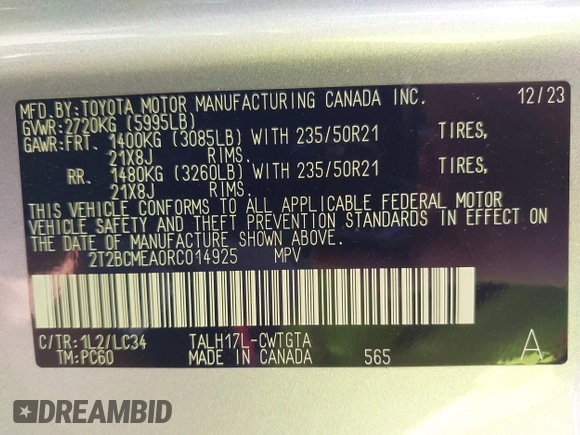 MFD.BY:TOYOTA MOTOR MANUFACTURING CANADA INC. 12/23
GVWR:2720KG (5995LB)
GAWR:FRT. 1400KG (3085LB) WITH 235/50R21 TIRES,
21X8J RIMS.
RR. 1480KG (3260LB) WITH 235/50R21 TIRES,
21X8J RIMS.
THIS VEHICLE CONFORMS TO ALL APPLICABLE FEDERAL MOTOR
VEHICLE SAFETY AND THEFT PREVENTION STANDARDS IN EFFECT ON
THE DATE OF MANUFACTURE SHOWN ABOVE.
2T2BCMEA0RC014925 MPV
C/TR:1L2/LC34 TALH17L-CWTGTA A
TM:PC60 MADE IN CANADA 565
DREAMBID